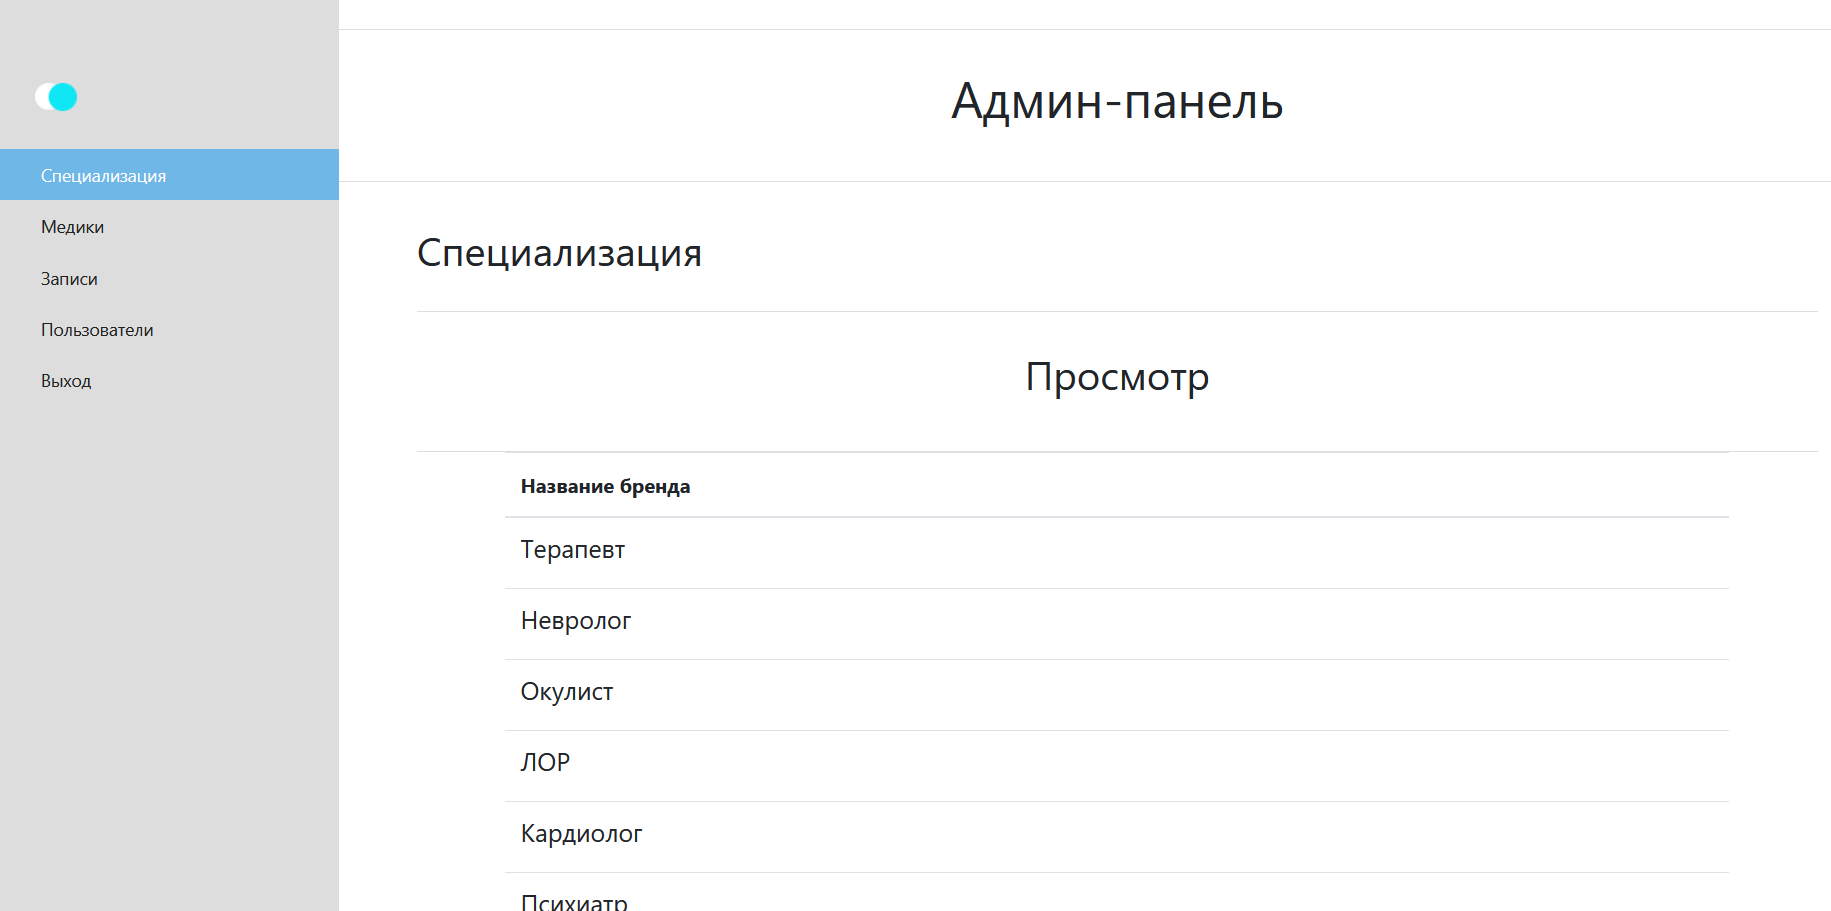 Специализация
Медики
Записи
Пользователи
Выход
Админ-панель
Специализация
Просмотр
Название бренда
Терапевт
Невролог
Окулист
ЛОР
Кардиолог
Психиатр